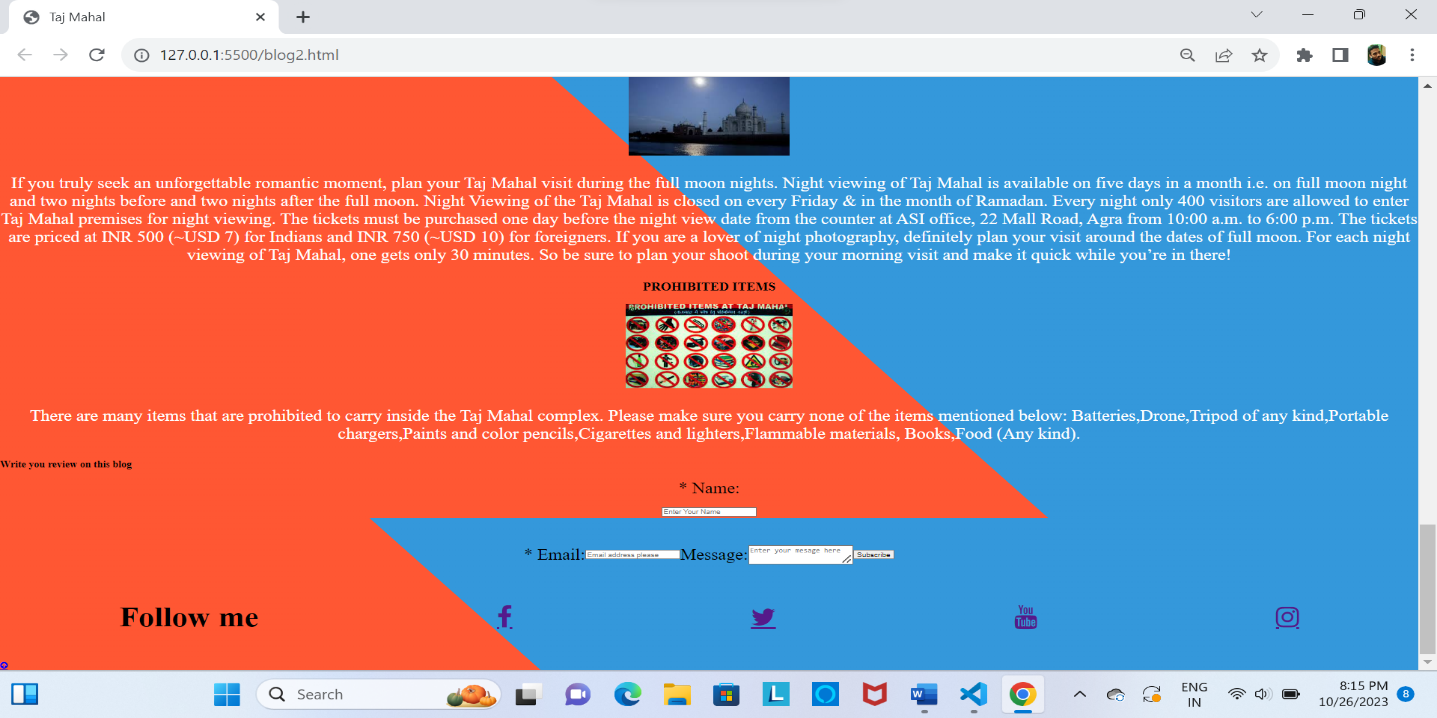 Taj Mahal
127.0.0.1:5500/blog2.html
If you truly seek an unforgettable romantic moment, plan your Taj Mahal visit during the full moon nights. Night viewing of Taj Mahal is available on five days in a month i.e. on full moon night
and two nights before and two nights after the full moon. Night Viewing of the Taj Mahal is closed on every Friday & in the month of Ramadan. Every night only 400 visitors are allowed to enter
Taj Mahal premises for night viewing. The tickets must be purchased one day before the night view date from the counter at ASI office, 22 Mall Road, Agra from 10:00 a.m. to 6:00 p.m. The tickets
are priced at INR 500 (~USD 7) for Indians and INR 750 (~USD 10) for foreigners. If you are a lover of night photography, definitely plan your visit around the dates of full moon. For each night
viewing of Taj Mahal, one gets only 30 minutes. So be sure to plan your shoot during your morning visit and make it quick while you’re in there!
PROHIBITED ITEMS
PROHIBITED ITEMS AT TAJ MAHAL
There are many items that are prohibited to carry inside the Taj Mahal complex. Please make sure you carry none of the items mentioned below: Batteries,Drone,Tripod of any kind,Portable
chargers,Paints and color pencils,Cigarettes and lighters,Flammable materials, Books,Food (Any kind).
Write you review on this blog
* Name:
Enter Your Name
* Email: Email address please Message: Enter your mesage here Subscribe
Follow me
You
Tube
Search
ENG
IN
8:15 PM
10/26/2023
8